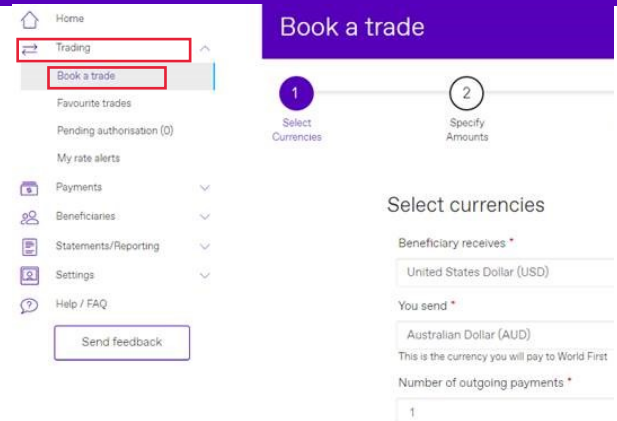 Home
Trading
Book a trade
Favourite trades
Pending authorisation (0)
My rate alerts
Payments
Beneficiaries
Statements/Reporting
Settings
Help / FAQ
Send feedback
Book a trade
1
2
Select
Currencies
Specify
Amounts
Select currencies
Beneficiary receives *
United States Dollar (USD)
You send *
Australian Dollar (AUD)
This is the currency you will pay to World First
Number of outgoing payments *
1